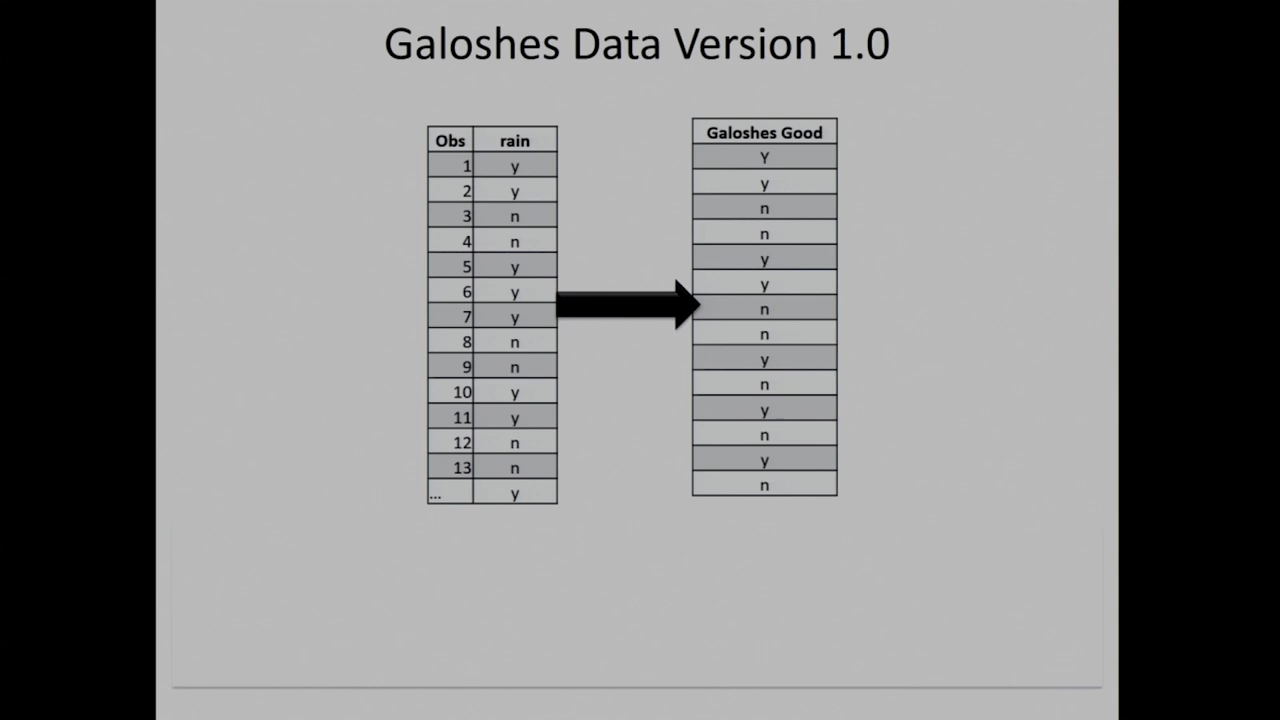 Galoshes Data Version 1.0
Obs rain
1 y
2 y
3 n
4 n
5 y
6 y
7 y
8 n
9 n
10 y
11 y
12 n
13 n
... y
Galoshes Good
Y
y
n
n
y
y
n
n
y
n
y
n
y
n